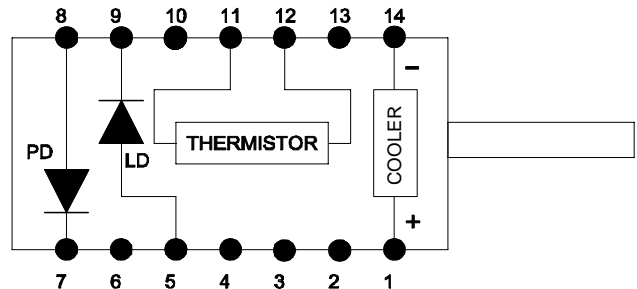 8 9 10 11 12 13 14
−
THERMISTOR
COOLER
PD
LD
+
7 6 5 4 3 2 1